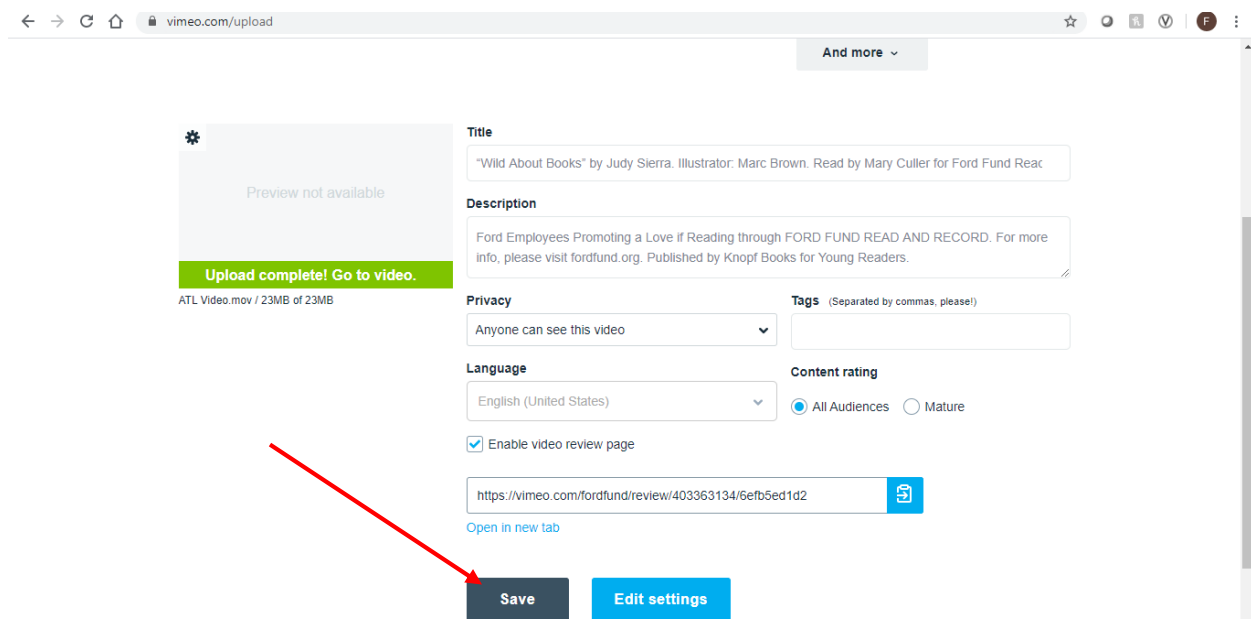 vimeo.com/upload
F
And more
Title
"Wild About Books" by Judy Sierra. Illustrator: Marc Brown. Read by Mary Culler for Ford Fund Reac
Preview not available
Description
Ford Employees Promoting a Love if Reading through FORD FUND READ AND RECORD. For more
info, please visit fordfund.org. Published by Knopf Books for Young Readers.
Upload complete! Go to video.
ATL Video.mov / 23MB of 23MB
Privacy
Tags (Separated by commas, please!)
Anyone can see this video
Language
Content rating
English (United States)
All Audiences
Mature
Enable video review page
https://vimeo.com/fordfund/review/403363134/6efb5ed1d2
Open in new tab
Save
Edit settings